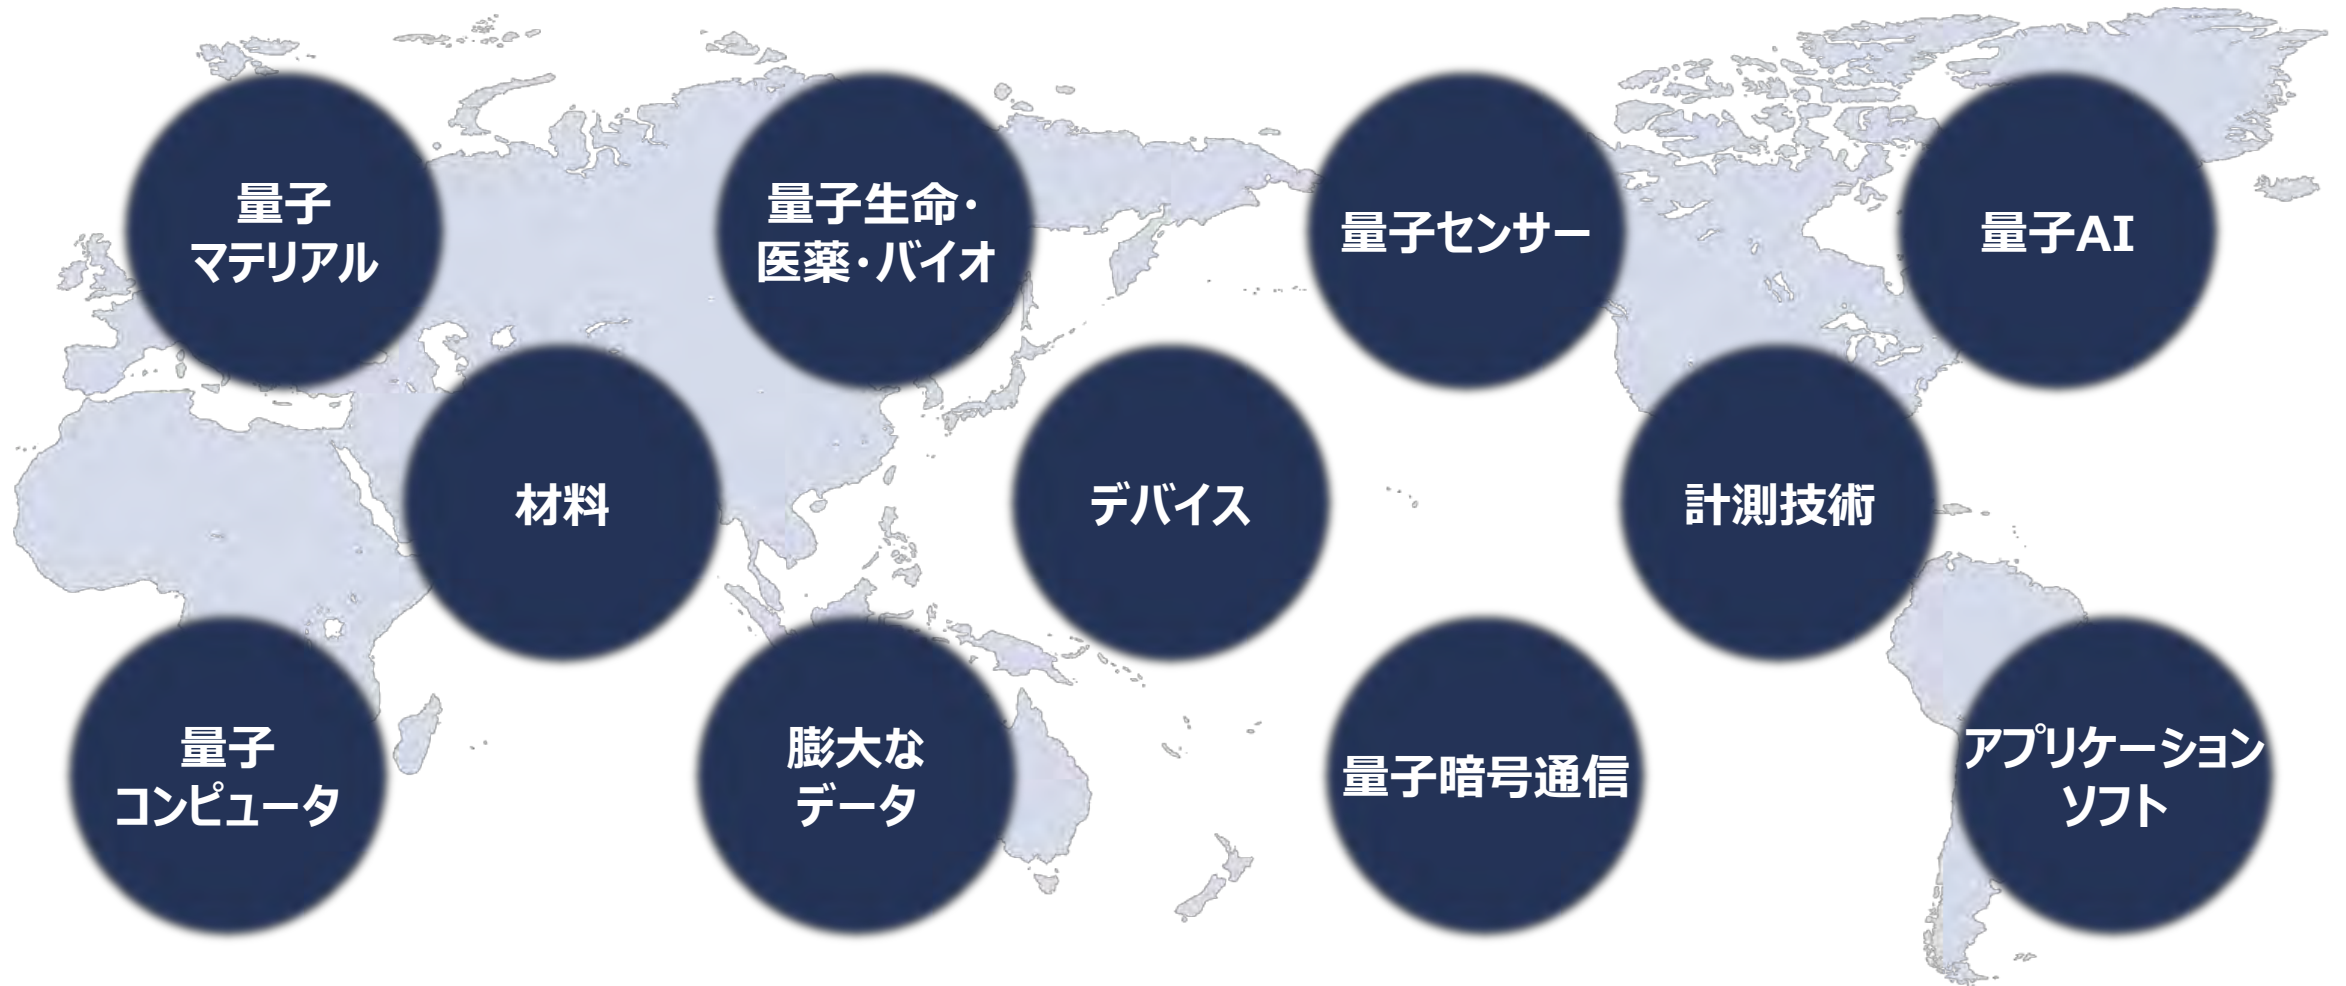 量子
マテリアル
量子生命・
医薬・バイオ
量子センサー
量子AI
材料
デバイス
計測技術
量子
コンピュータ
膨大な
データ
量子暗号通信
アプリケーション
ソフト